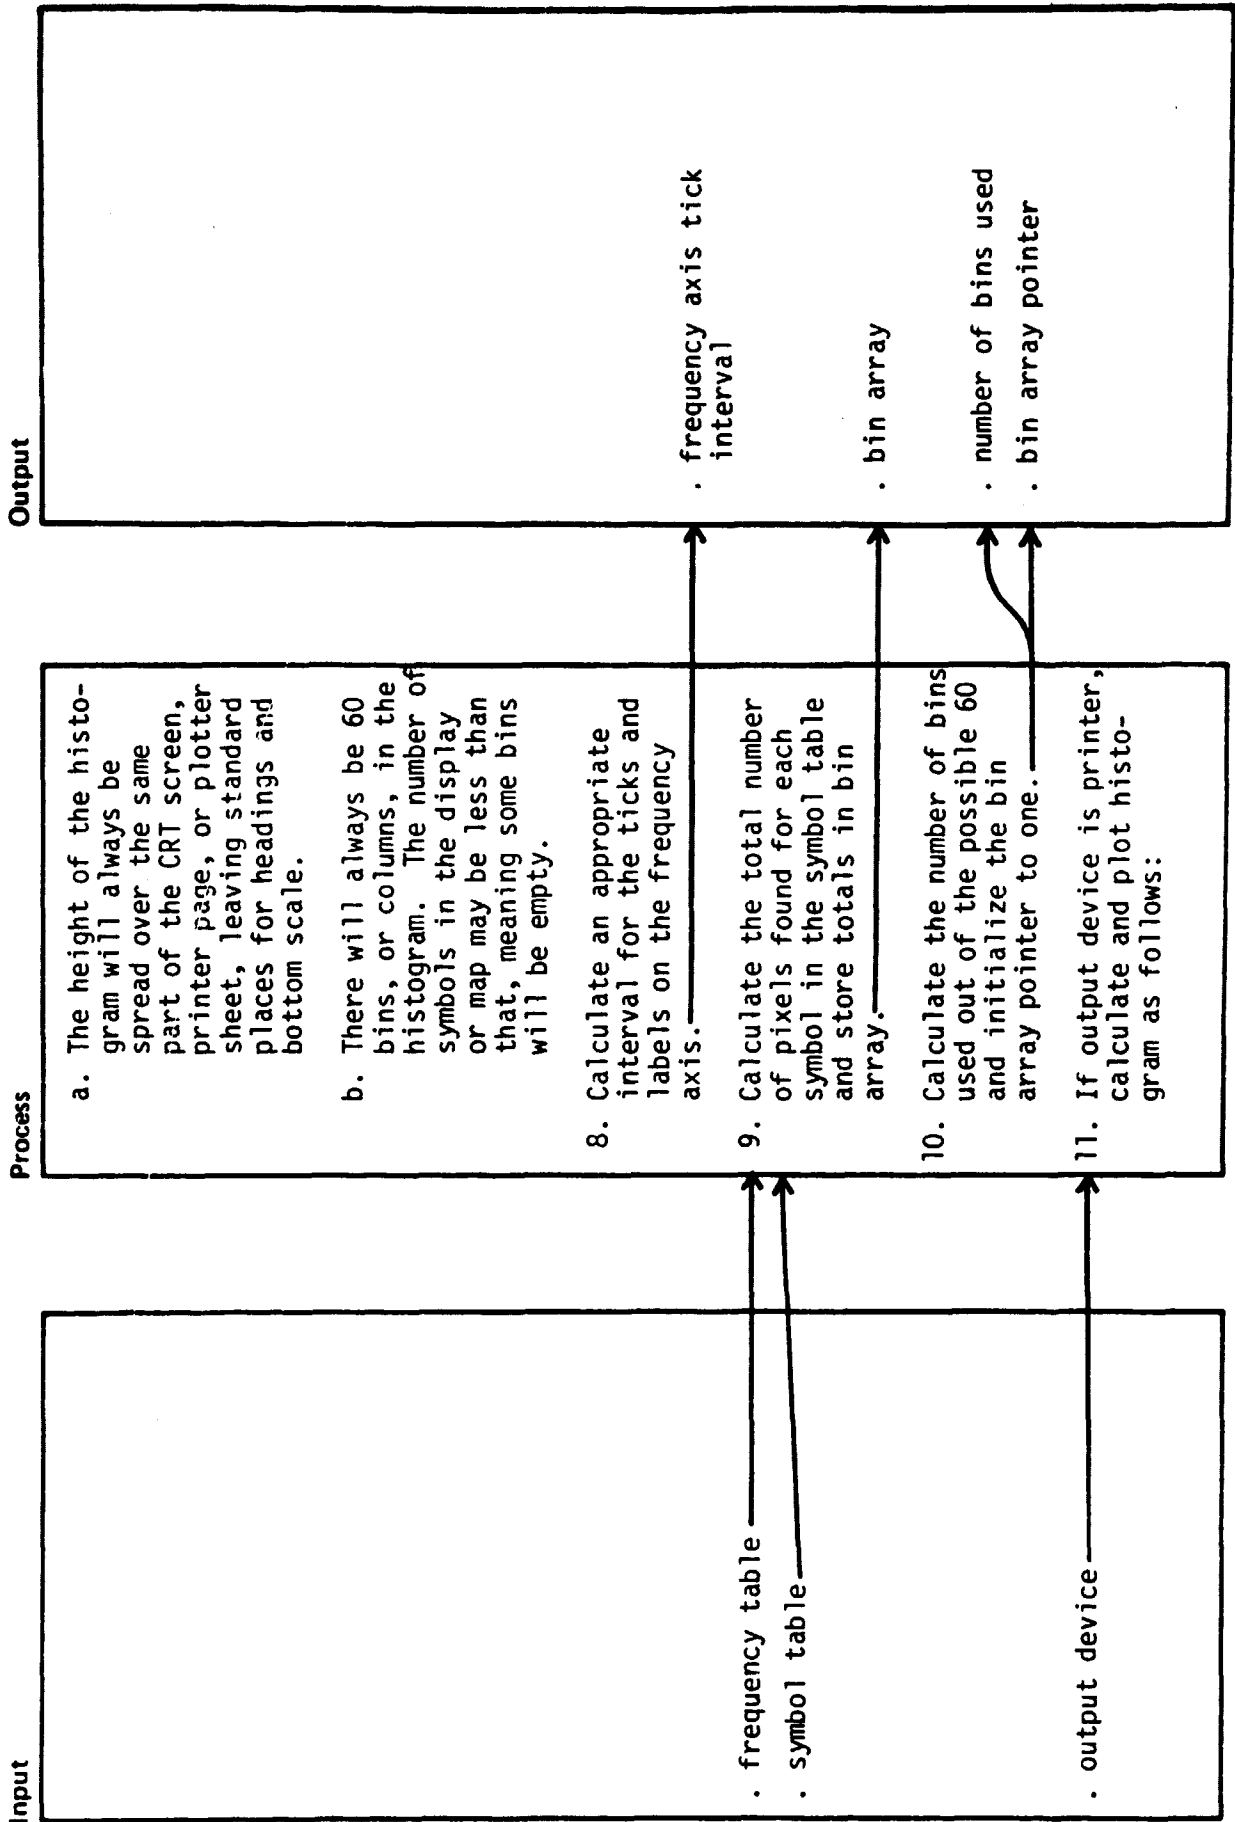 Input
. frequency table
. symbol table
. output device
Process
a. The height of the histo-
gram will always be
spread over the same
part of the CRT screen,
printer page, or plotter
sheet, leaving standard
places for headings and
bottom scale.
b. There will always be 60
bins, or columns, in the
histogram. The number of
symbols in the display
or map may be less than
that, meaning some bins
will be empty.
8. Calculate an appropriate
interval for the ticks and
labels on the frequency
axis.
9. Calculate the total number
of pixels found for each
symbol in the symbol table
and store totals in bin
array.
10. Calculate the number of bins
used out of the possible 60
and initialize the bin
array pointer to one.
11. If output device is printer,
calculate and plot histo-
gram as follows:
Output
. frequency axis tick
interval
. bin array
. number of bins used
. bin array pointer